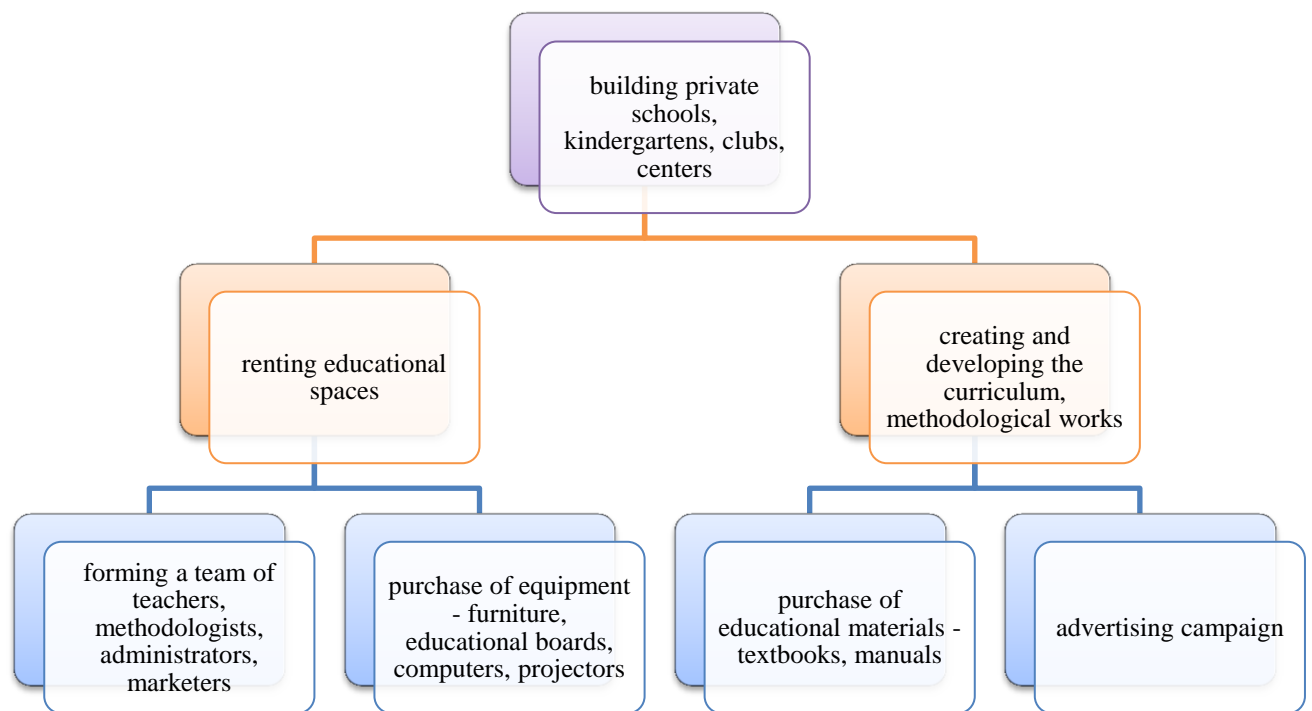 building private
schools,
kindergartens, clubs,
centers
renting educational
spaces
creating and
developing the
curriculum,
methodological works
forming a team of
teachers,
methodologists,
administrators,
marketers
purchase of equipment
- furniture,
educational boards,
computers, projectors
purchase of
educational materials -
textbooks, manuals
advertising campaign